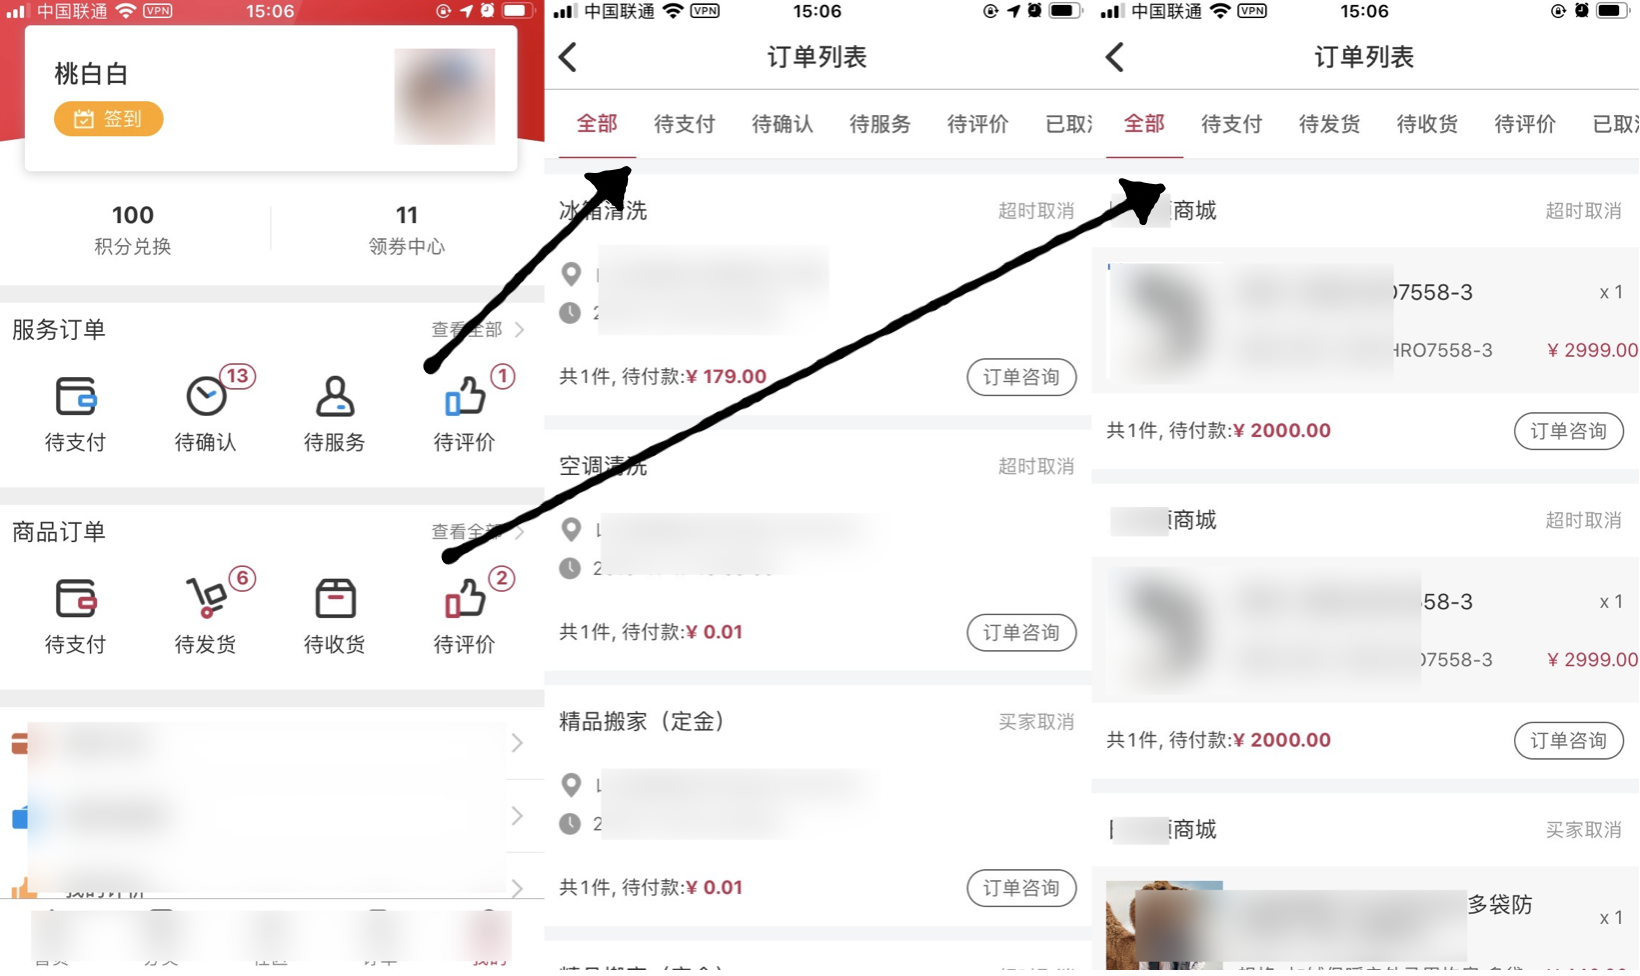 中国联通 VPN 15:06
桃白白
签到
100
积分兑换
11
领券中心
服务订单
查看全部
待支付
13
待确认
待服务
1
待评价
商品订单
查看全部
待支付
6
待发货
待收货
2
待评价
我的评价
中国联通 VPN 15:06
订单列表
全部 待支付 待确认 待服务 待评价 已取
冰箱清洗
超时取消
共1件, 待付款:¥ 179.00
订单咨询
空调清洗
超时取消
共1件, 待付款:¥ 0.01
订单咨询
精品搬家（定金）
买家取消
共1件, 待付款:¥ 0.01
订单咨询
精品搬家（定金）
中国联通 VPN 15:06
订单列表
全部 待支付 待发货 待收货 待评价 已取
商城
超时取消
07558-3
x 1
HRO7558-3
¥ 2999.00
共1件, 待付款:¥ 2000.00
订单咨询
商城
超时取消
58-3
x 1
07558-3
¥ 2999.00
共1件, 待付款:¥ 2000.00
订单咨询
商城
买家取消
多袋防
x 1